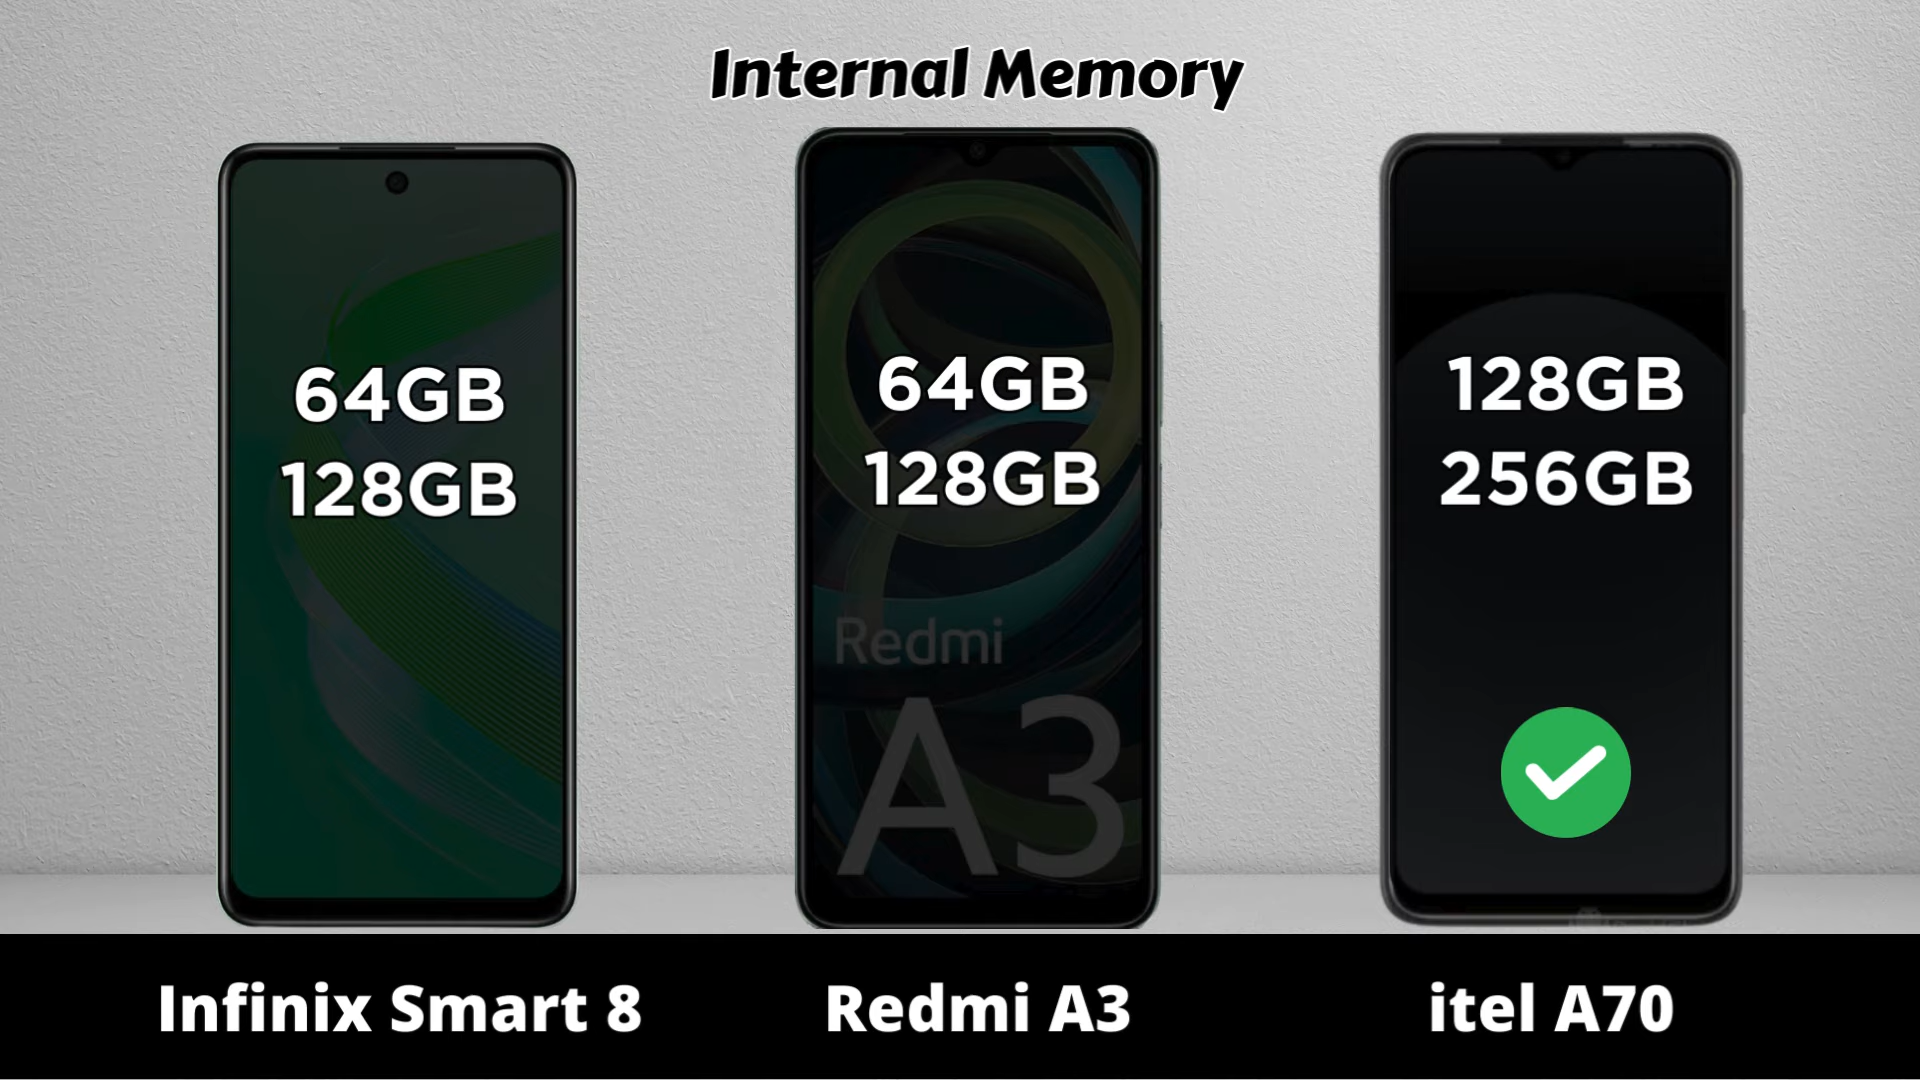 Internal Memory
64GB
128GB
64GB
128GB
Redmi
A3
128GB
256GB
Infinix Smart 8
Redmi A3
itel A70